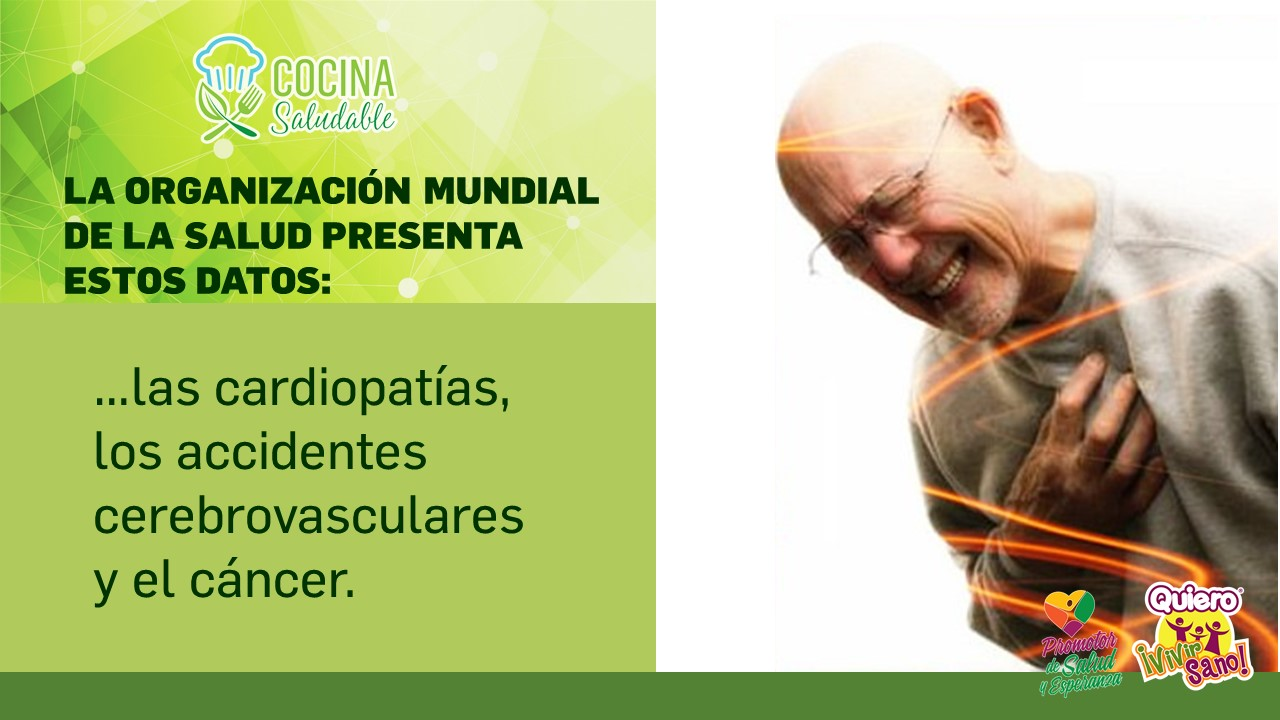 COCINA
Saludable
LA ORGANIZACIÓN MUNDIAL
DE LA SALUD PRESENTA
ESTOS DATOS:
...las cardiopatías,
los accidentes
cerebrovasculares
y el cáncer.
Promotor
de Salud
y Esperanza
Quiero
¡ViVir
Sano!